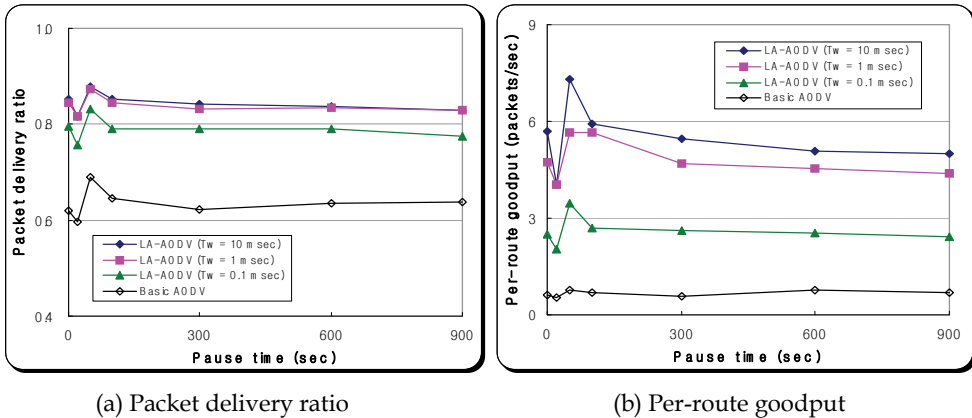 1.0
0.8
0.6
0.4
Packet delivery ratio
LA-AODV (Tw = 10 msec)
LA-AODV (Tw = 1 msec)
LA-AODV (Tw = 0.1 msec)
Basic AODV
0 300 600 900
Pause time (sec)
(a) Packet delivery ratio
9
6
3
0
Per-route goodput (packets/sec)
LA-AODV (Tw = 10 msec)
LA-AODV (Tw = 1 msec)
LA-AODV (Tw = 0.1 msec)
Basic AODV
0 300 600 900
Pause time (sec)
(b) Per-route goodput